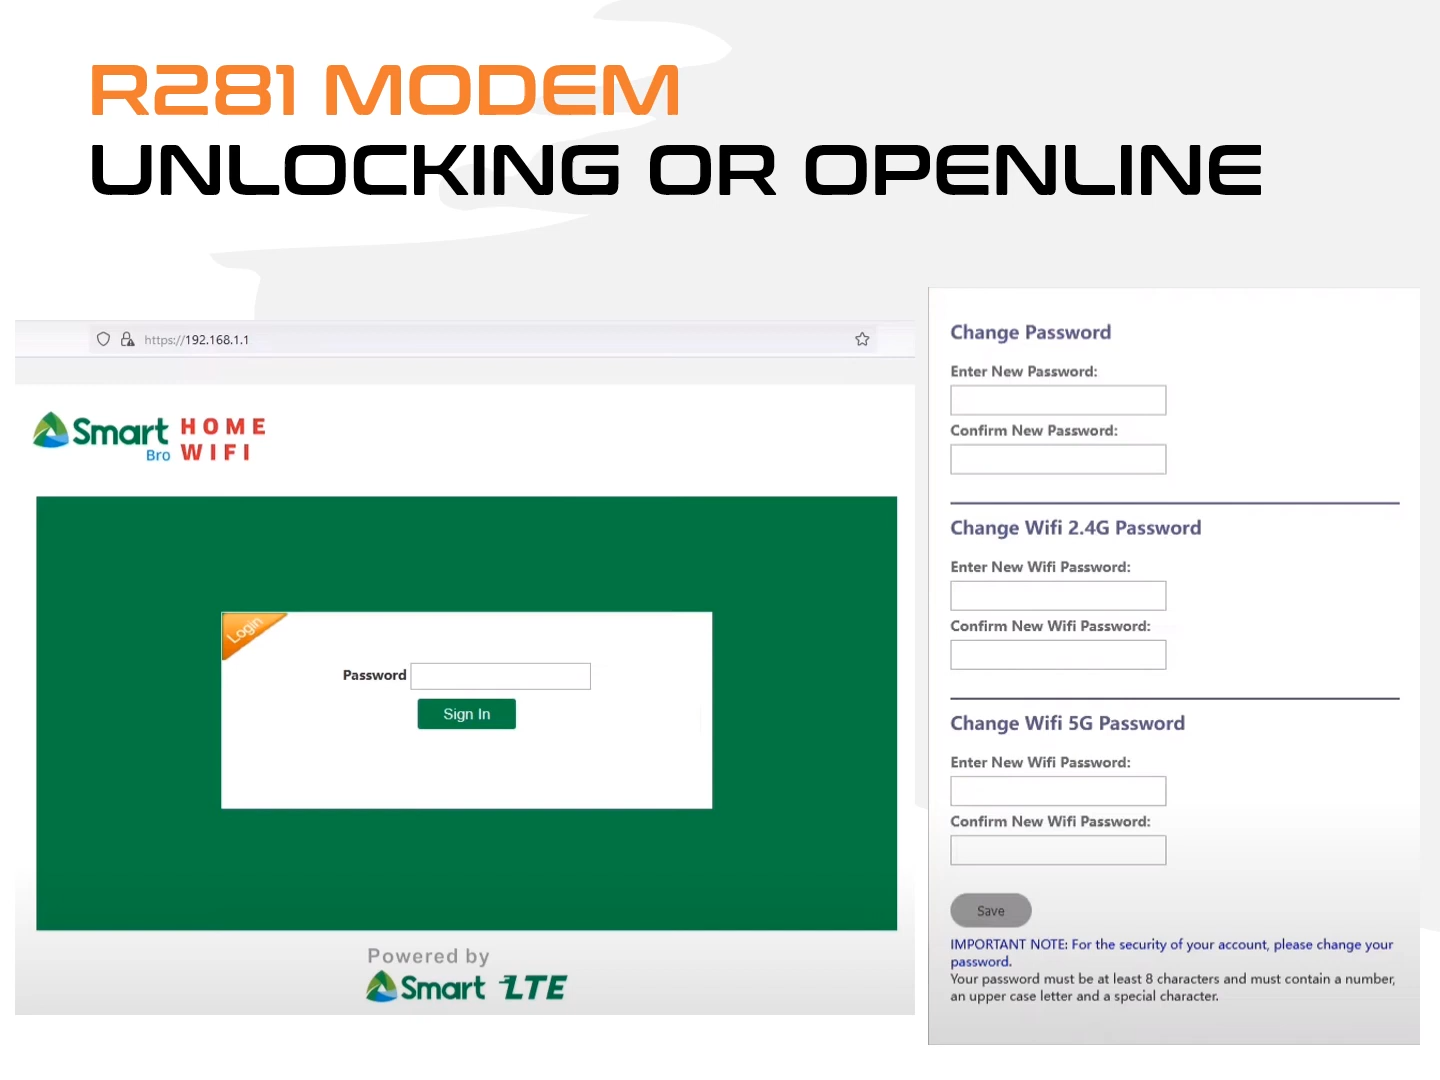 R281 MODEM
UNLOCKING OR OPENLINE
https://192.168.1.1
Smart Bro HOME WIFI
Login
Password
Sign In
Powered by
Smart LTE
Change Password
Enter New Password:
Confirm New Password:
Change Wifi 2.4G Password
Enter New Wifi Password:
Confirm New Wifi Password:
Change Wifi 5G Password
Enter New Wifi Password:
Confirm New Wifi Password:
Save
IMPORTANT NOTE: For the security of your account, please change your
password.
Your password must be at least 8 characters and must contain a number,
an upper case letter and a special character.